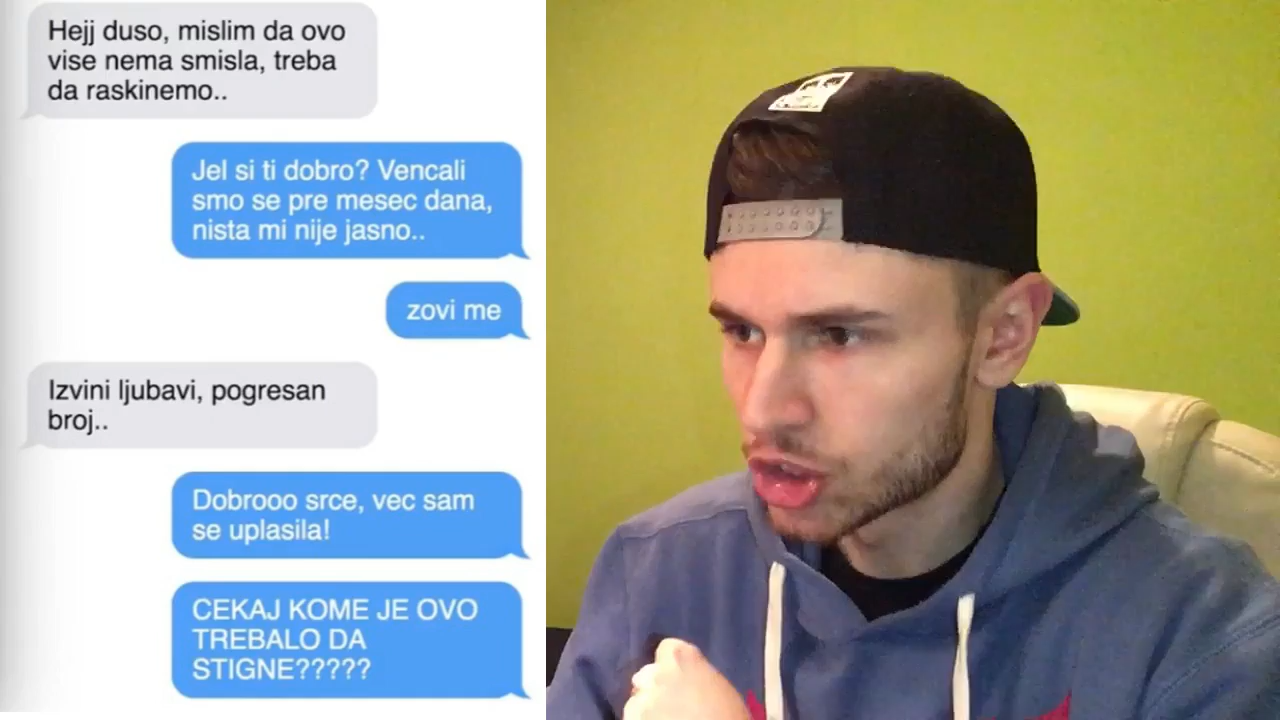 Hejj duso, mislim da ovo
vise nema smisla, treba
da raskinemo..
Jel si ti dobro? Vencali
smo se pre mesec dana,
nista mi nije jasno..
zovi me
Izvini ljubavi, pogresan
broj..
Dobrooo srce, vec sam
se uplasila!
CEKAJ KOME JE OVO
TREBALO DA
STIGNE?????